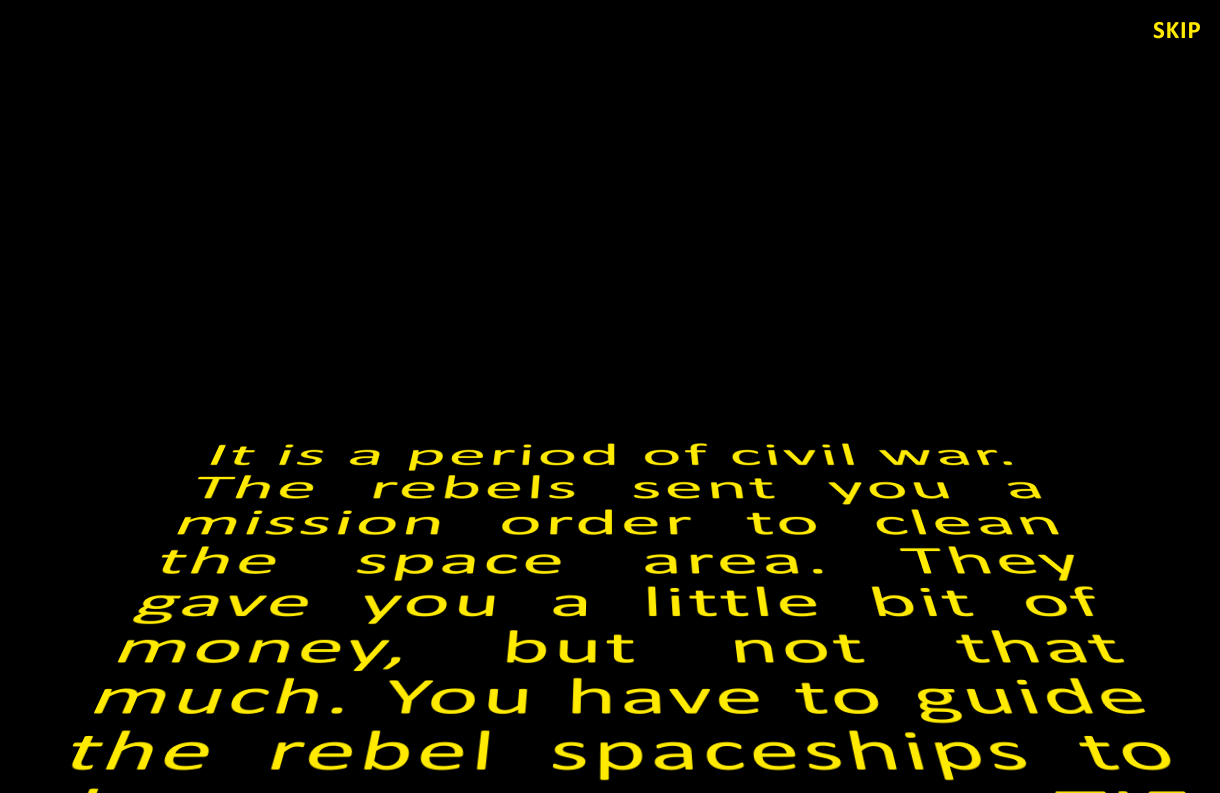 SKIP
It is a period of civil war.
The rebels sent you a
mission order to clean
the space area. They
gave you a little bit of
money, but not that
much. You have to guide
the rebel spaceships to